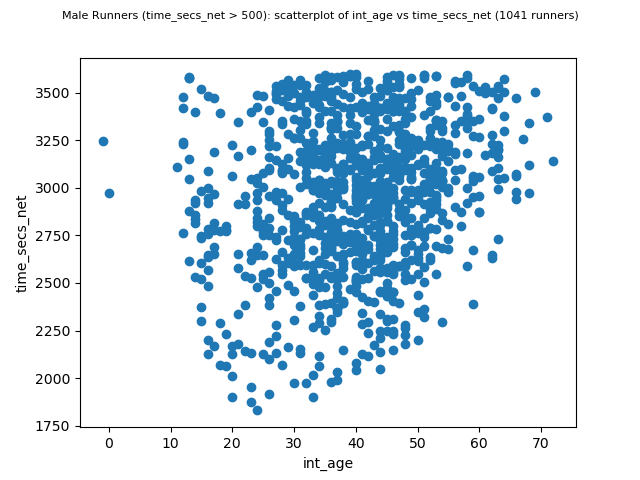 Male Runners (time_secs_net > 500): scatterplot of int_age vs time_secs_net (1041 runners)
3500
3250
3000
2750
2500
2250
2000
1750
time_secs_net
0 10 20 30 40 50 60 70
int_age